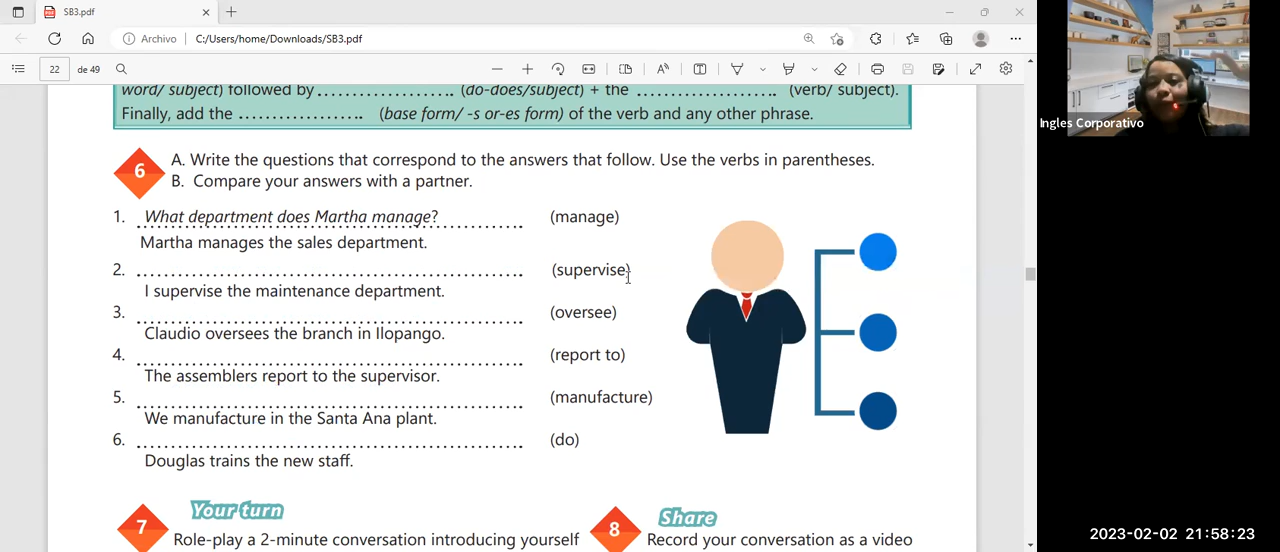 SB3.pdf
Archivo C:/Users/home/Downloads/SB3.pdf
22 de 49
word/ subject) followed by (do-does/subject) + the (verb/ subject).
Finally, add the (base form/ -s or-es form) of the verb and any other phrase.
6 A. Write the questions that correspond to the answers that follow. Use the verbs in parentheses.
B. Compare your answers with a partner.
1. What department does Martha manage? (manage)
Martha manages the sales department.
2. (supervise)
I supervise the maintenance department.
3. (oversee)
Claudio oversees the branch in Ilopango.
4. (report to)
The assemblers report to the supervisor.
5. (manufacture)
We manufacture in the Santa Ana plant.
6. (do)
Douglas trains the new staff.
7 Your turn
Role-play a 2-minute conversation introducing yourself
8 Share
Record your conversation as a video
Ingles Corporativo
2023-02-02 21:58:23